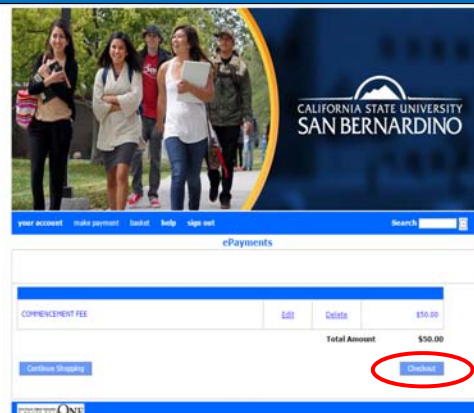 CALIFORNIA STATE UNIVERSITY
SAN BERNARDINO
your account make payment basket help sign out Search
ePayments
COMMENCEMENT FEE Edit Delete $50.00
Total Amount $50.00
Continue Shopping Checkout
ONE